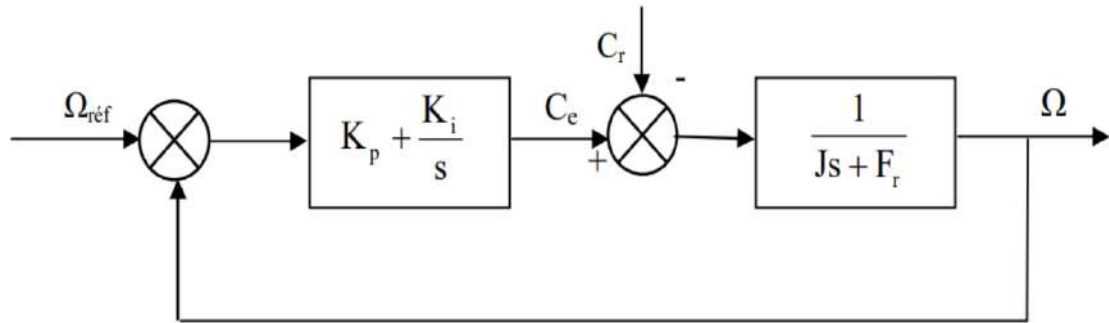 C_r
-
Ω_réf
K_p + K_i/s
C_e
+
1/(Js + F_r)
Ω